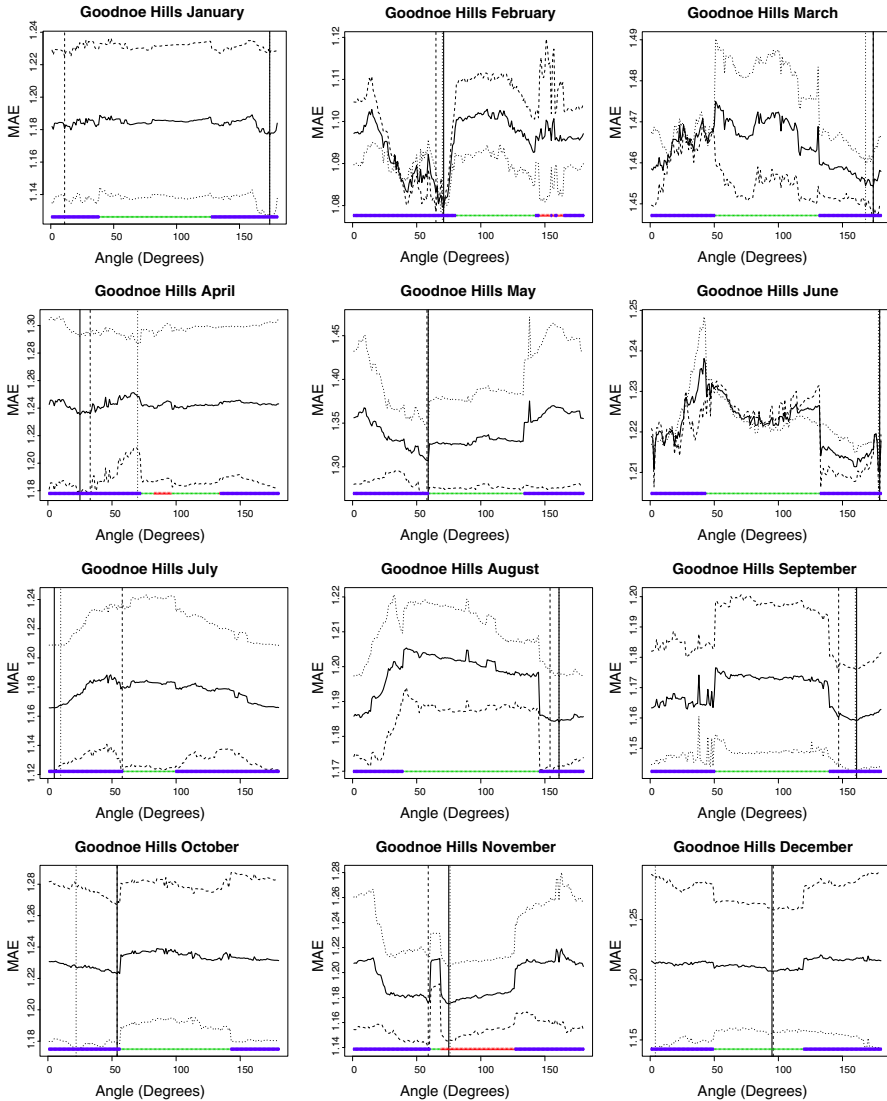 Goodnoe Hills January
MAE
1.14 1.16 1.18 1.20 1.22 1.24
0 50 100 150
Angle (Degrees)
Goodnoe Hills February
MAE
1.08 1.09 1.10 1.11 1.12
0 50 100 150
Angle (Degrees)
Goodnoe Hills March
MAE
1.45 1.46 1.47 1.48 1.49
0 50 100 150
Angle (Degrees)
Goodnoe Hills April
MAE
1.18 1.20 1.22 1.24 1.26 1.28 1.30
0 50 100 150
Angle (Degrees)
Goodnoe Hills May
MAE
1.30 1.35 1.40 1.45
0 50 100 150
Angle (Degrees)
Goodnoe Hills June
MAE
1.21 1.22 1.23 1.24 1.25
0 50 100 150
Angle (Degrees)
Goodnoe Hills July
MAE
1.12 1.14 1.16 1.18 1.20 1.22 1.24
0 50 100 150
Angle (Degrees)
Goodnoe Hills August
MAE
1.17 1.18 1.19 1.20 1.21 1.22
0 50 100 150
Angle (Degrees)
Goodnoe Hills September
MAE
1.15 1.16 1.17 1.18 1.19 1.20
0 50 100 150
Angle (Degrees)
Goodnoe Hills October
MAE
1.18 1.20 1.22 1.24 1.26 1.28
0 50 100 150
Angle (Degrees)
Goodnoe Hills November
MAE
1.14 1.16 1.18 1.20 1.22 1.24 1.26 1.28
0 50 100 150
Angle (Degrees)
Goodnoe Hills December
MAE
1.15 1.20 1.25
0 50 100 150
Angle (Degrees)